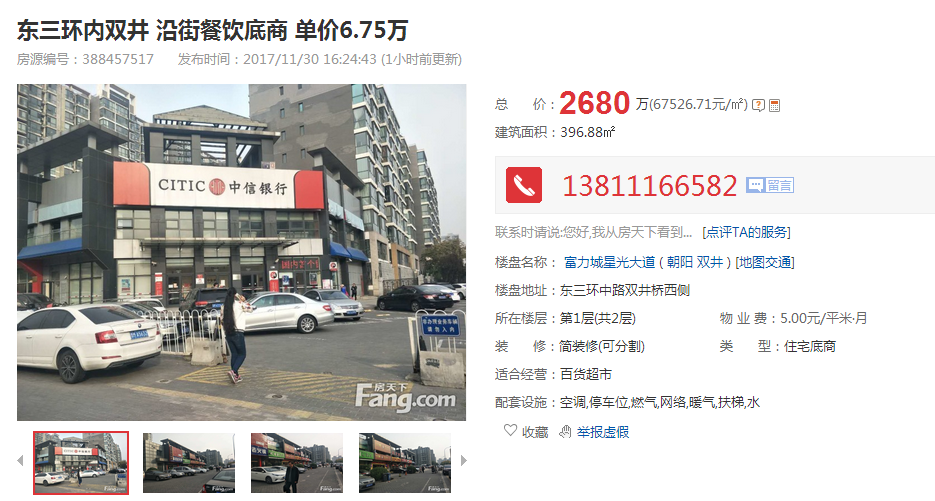 东三环内双井 沿街餐饮底商 单价6.75万
房源编号：388457517 发布时间：2017/11/30 16:24:43 (1小时前更新)
总 价：2680 万(67526.71元/㎡)
建筑面积：396.88㎡
13811166582 留言
联系时请说:您好,我从房天下看到... [点评TA的服务]
楼盘名称： 富力城星光大道 ( 朝阳 双井 ) [地图交通]
楼盘地址：东三环中路双井桥西侧
所在楼层：第1层(共2层) 物 业 费：5.00元/平米·月
装 修：简装修(可分割) 类 型：住宅底商
适合经营：百货超市
配套设施：空调,停车位,燃气,网络,暖气,扶梯,水
收藏 举报虚假
CITIC 中信银行
房天下
Fang.com